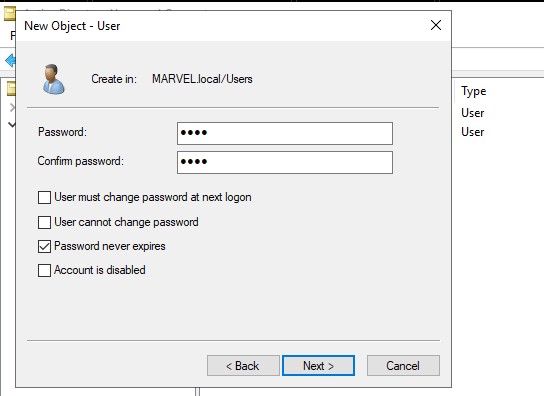 New Object - User
Create in: MARVEL.local/Users
Type
User
User
Password: ●●●●
Confirm password: ●●●●
User must change password at next logon
User cannot change password
Password never expires
Account is disabled
< Back Next > Cancel